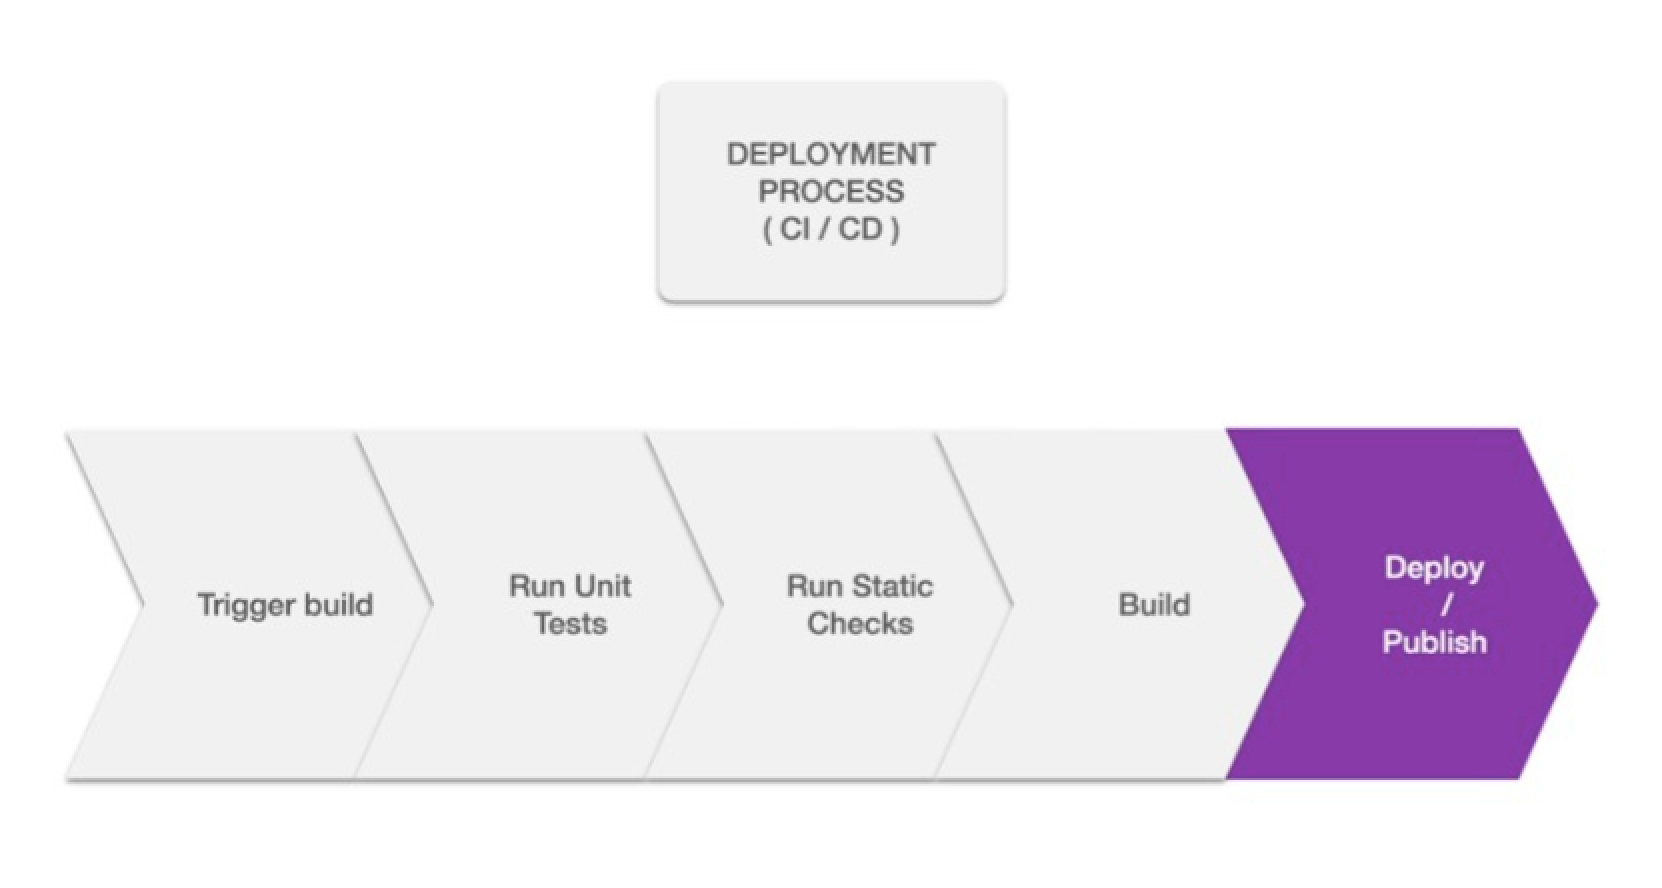 DEPLOYMENT
PROCESS
( CI / CD )
Trigger build
Run Unit
Tests
Run Static
Checks
Build
Deploy
/
Publish